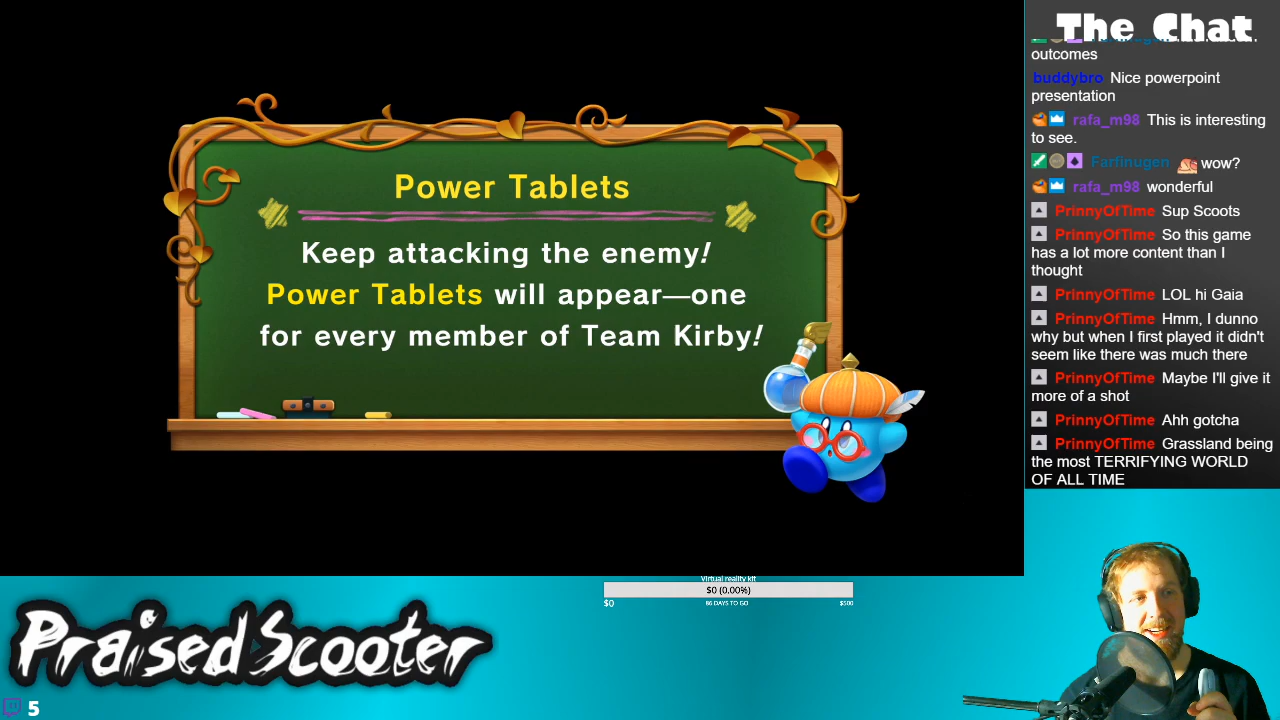 Power Tablets
Keep attacking the enemy!
Power Tablets will appear—one
for every member of Team Kirby!
The Chat
outcomes
buddybro Nice powerpoint
presentation
rafa_m98 This is interesting
to see.
Farfinugen wow?
rafa_m98 wonderful
PrinnyOfTime Sup Scoots
PrinnyOfTime So this game
has a lot more content than I
thought
PrinnyOfTime LOL hi Gaia
PrinnyOfTime Hmm, I dunno
why but when I first played it didn't
seem like there was much there
PrinnyOfTime Maybe I'll give it
more of a shot
PrinnyOfTime Ahh gotcha
PrinnyOfTime Grassland being
the most TERRIFYING WORLD
OF ALL TIME
Virtual reality kit
$0 (0.00%)
$0 86 DAYS TO GO $500
PraisedScooter
5